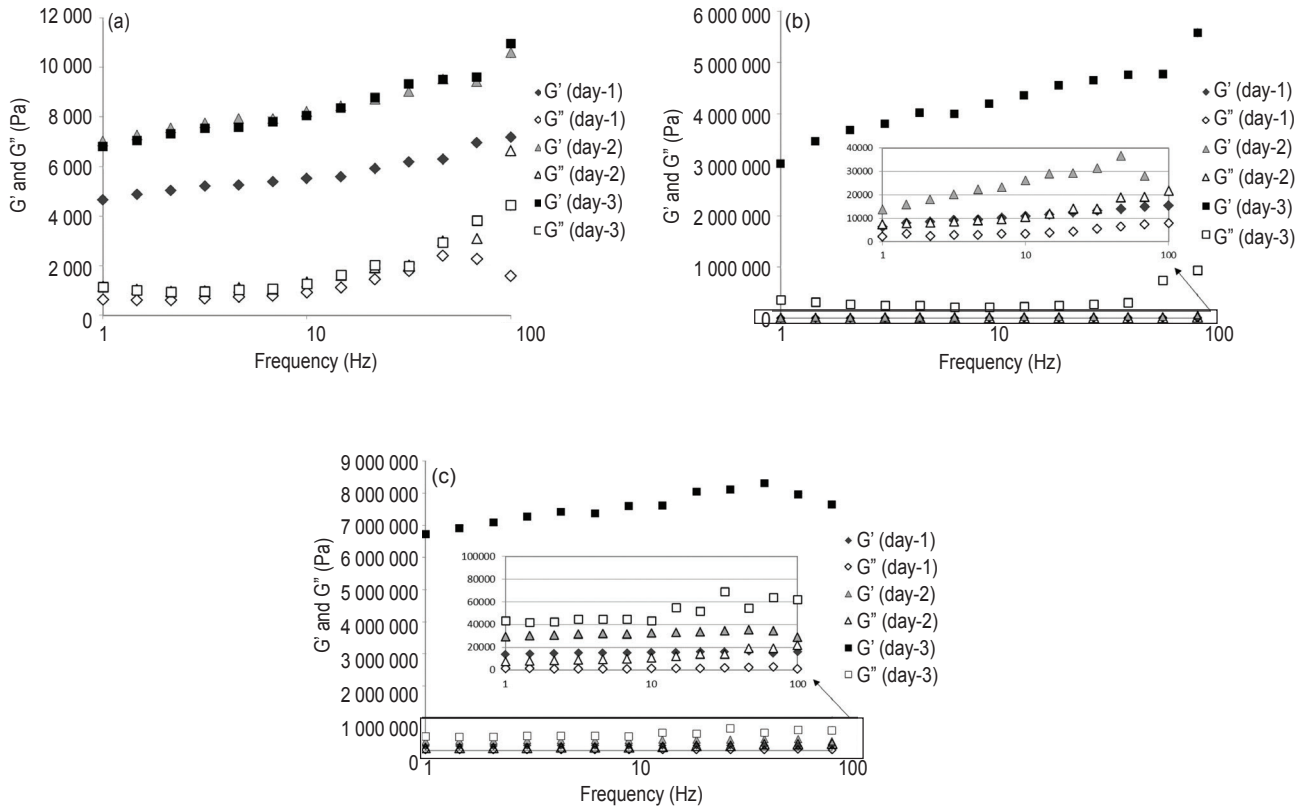 (a)
12 000
10 000
8 000
6 000
4 000
2 000
0
G' and G" (Pa)
1
10
100
Frequency (Hz)
G' (day-1)
G" (day-1)
G' (day-2)
G" (day-2)
G' (day-3)
G" (day-3)
(b)
6 000 000
5 000 000
4 000 000
3 000 000
2 000 000
1 000 000
0
G' and G" (Pa)
40000
30000
20000
10000
0
1
10
100
1
10
100
Frequency (Hz)
G' (day-1)
G" (day-1)
G' (day-2)
G" (day-2)
G' (day-3)
G" (day-3)
(c)
9 000 000
8 000 000
7 000 000
6 000 000
5 000 000
4 000 000
3 000 000
2 000 000
1 000 000
0
G' and G" (Pa)
100000
80000
60000
40000
20000
0
1
10
100
1
10
100
Frequency (Hz)
G' (day-1)
G" (day-1)
G' (day-2)
G" (day-2)
G' (day-3)
G" (day-3)